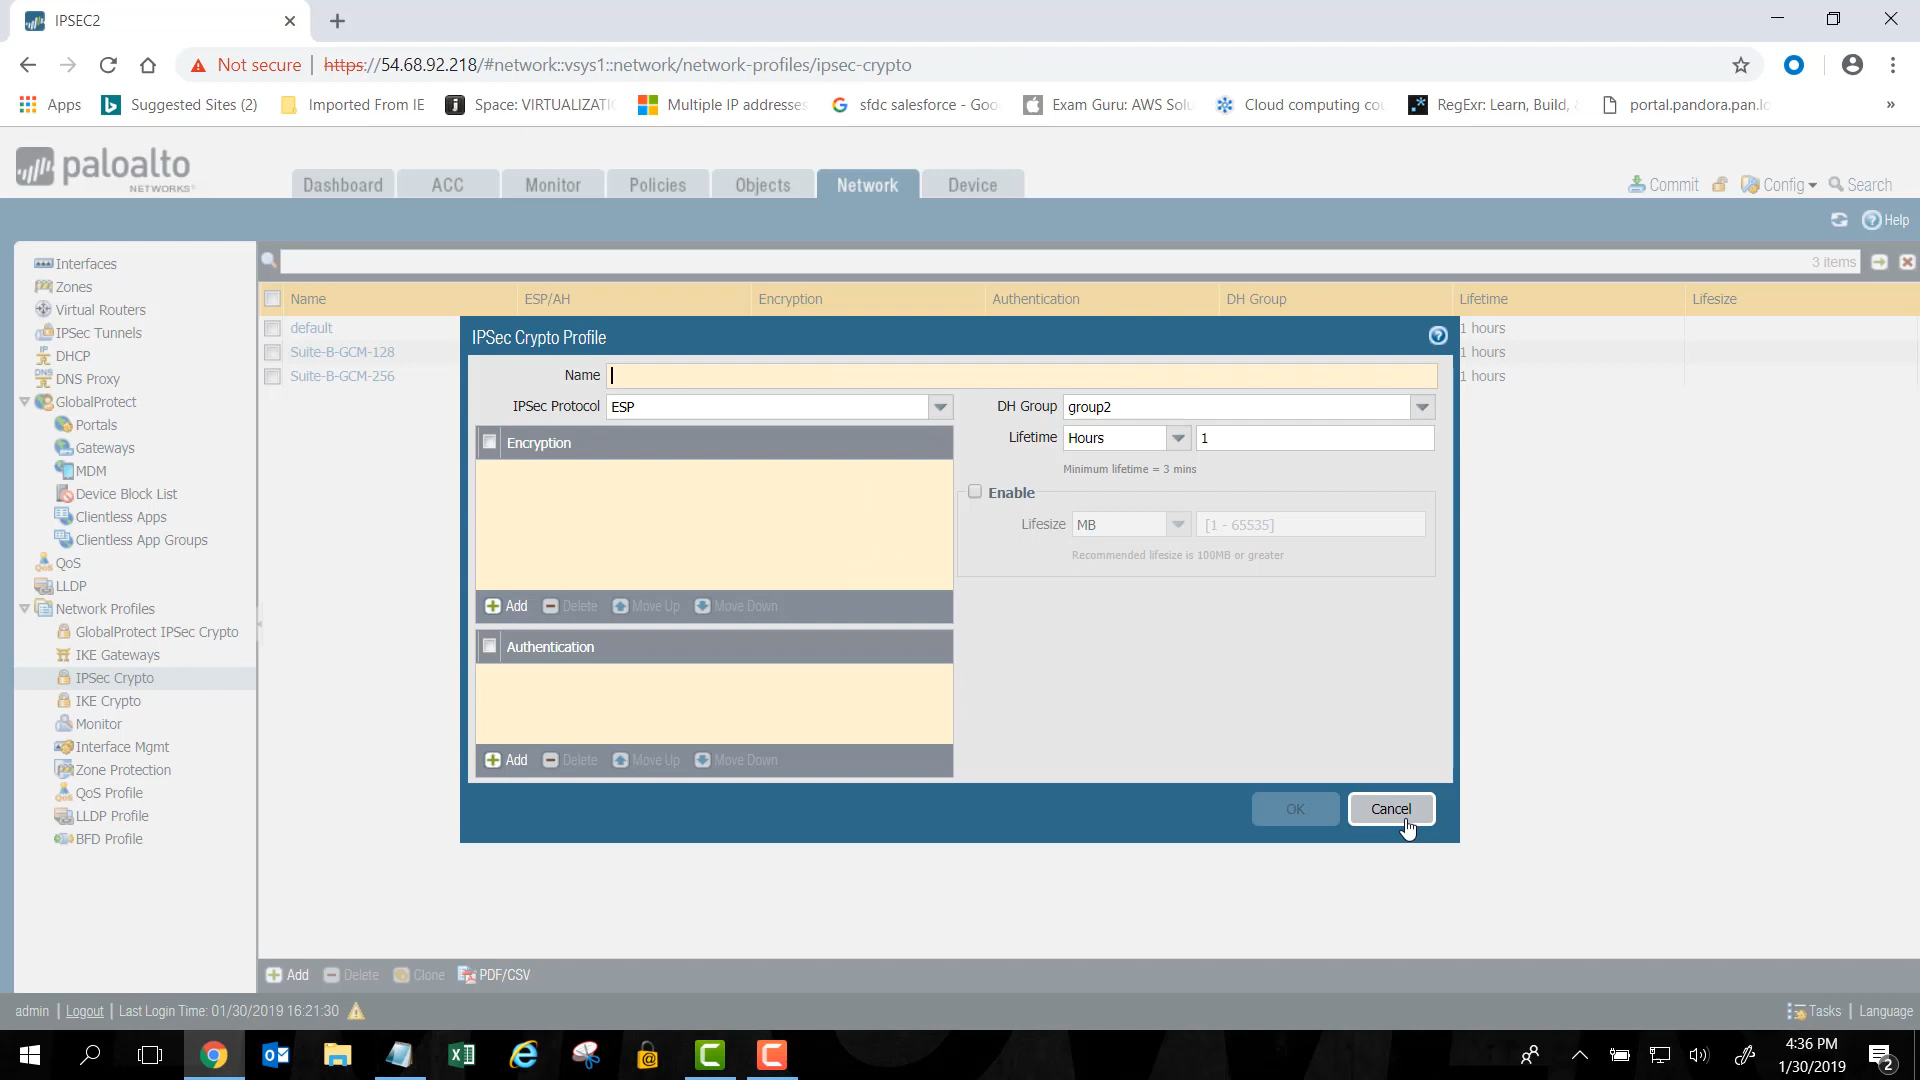 IPSEC2
Not secure | https://54.68.92.218/#network::vsys1::network/network-profiles/ipsec-crypto
Apps Suggested Sites (2) Imported From IE Space: VIRTUALIZATI Multiple IP addresses sfdc salesforce - Goo Exam Guru: AWS Solu Cloud computing cou RegExr: Learn, Build, & portal.pandora.pan.lo »
paloalto
NETWORKS
Dashboard ACC Monitor Policies Objects Network Device
Commit Config Search
Help
3 items
Interfaces
Zones
Virtual Routers
IPSec Tunnels
DHCP
DNS Proxy
GlobalProtect
Portals
Gateways
MDM
Device Block List
Clientless Apps
Clientless App Groups
QoS
LLDP
Network Profiles
GlobalProtect IPSec Crypto
IKE Gateways
IPSec Crypto
IKE Crypto
Monitor
Interface Mgmt
Zone Protection
QoS Profile
LLDP Profile
BFD Profile
Name ESP/AH Encryption Authentication DH Group Lifetime Lifesize
default 1 hours
Suite-B-GCM-128 1 hours
Suite-B-GCM-256 1 hours
IPSec Crypto Profile
Name
IPSec Protocol ESP
DH Group group2
Lifetime Hours 1
Minimum lifetime = 3 mins
Enable
Lifesize MB [1 - 65535]
Recommended lifesize is 100MB or greater
Encryption
Add Delete Move Up Move Down
Authentication
Add Delete Move Up Move Down
OK Cancel
Add Delete Clone PDF/CSV
admin | Logout | Last Login Time: 01/30/2019 16:21:30
Tasks | Language
4:36 PM
1/30/2019
2